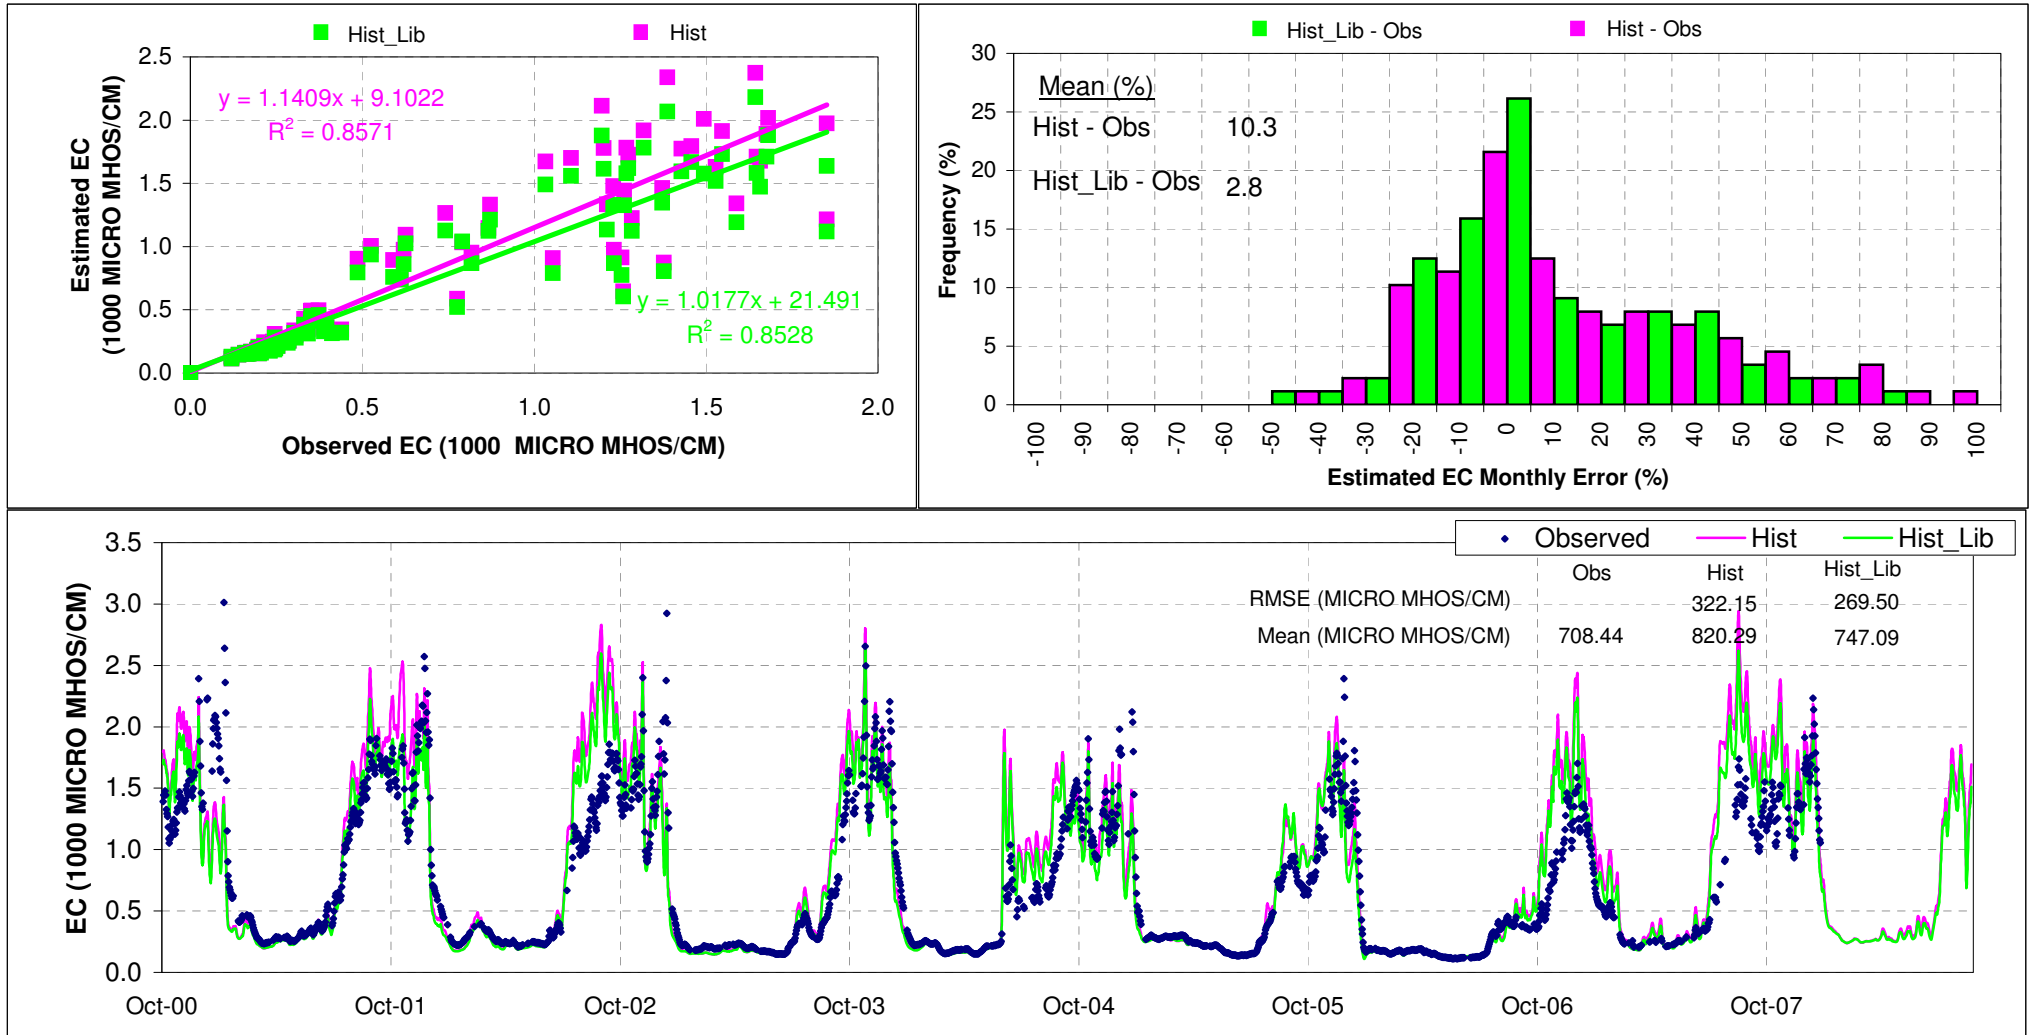 Hist_Lib Hist
2.5
2.0
1.5
1.0
0.5
0.0
0.0 0.5 1.0 1.5 2.0
Estimated EC
(1000 MICRO MHOS/CM)
y = 1.1409x + 9.1022
R2 = 0.8571
y = 1.0177x + 21.491
R2 = 0.8528
Observed EC (1000 MICRO MHOS/CM)
Hist_Lib - Obs Hist - Obs
30
25
20
15
10
5
0
Frequency (%)
Mean (%)
Hist - Obs 10.3
Hist_Lib - Obs 2.8
-100 -90 -80 -70 -60 -50 -40 -30 -20 -10 0 10 20 30 40 50 60 70 80 90 100
Estimated EC Monthly Error (%)
3.5
3.0
2.5
2.0
1.5
1.0
0.5
0.0
EC (1000 MICRO MHOS/CM)
Observed Hist Hist_Lib
Obs Hist Hist_Lib
RMSE (MICRO MHOS/CM) 322.15 269.50
Mean (MICRO MHOS/CM) 708.44 820.29 747.09
Oct-00 Oct-01 Oct-02 Oct-03 Oct-04 Oct-05 Oct-06 Oct-07